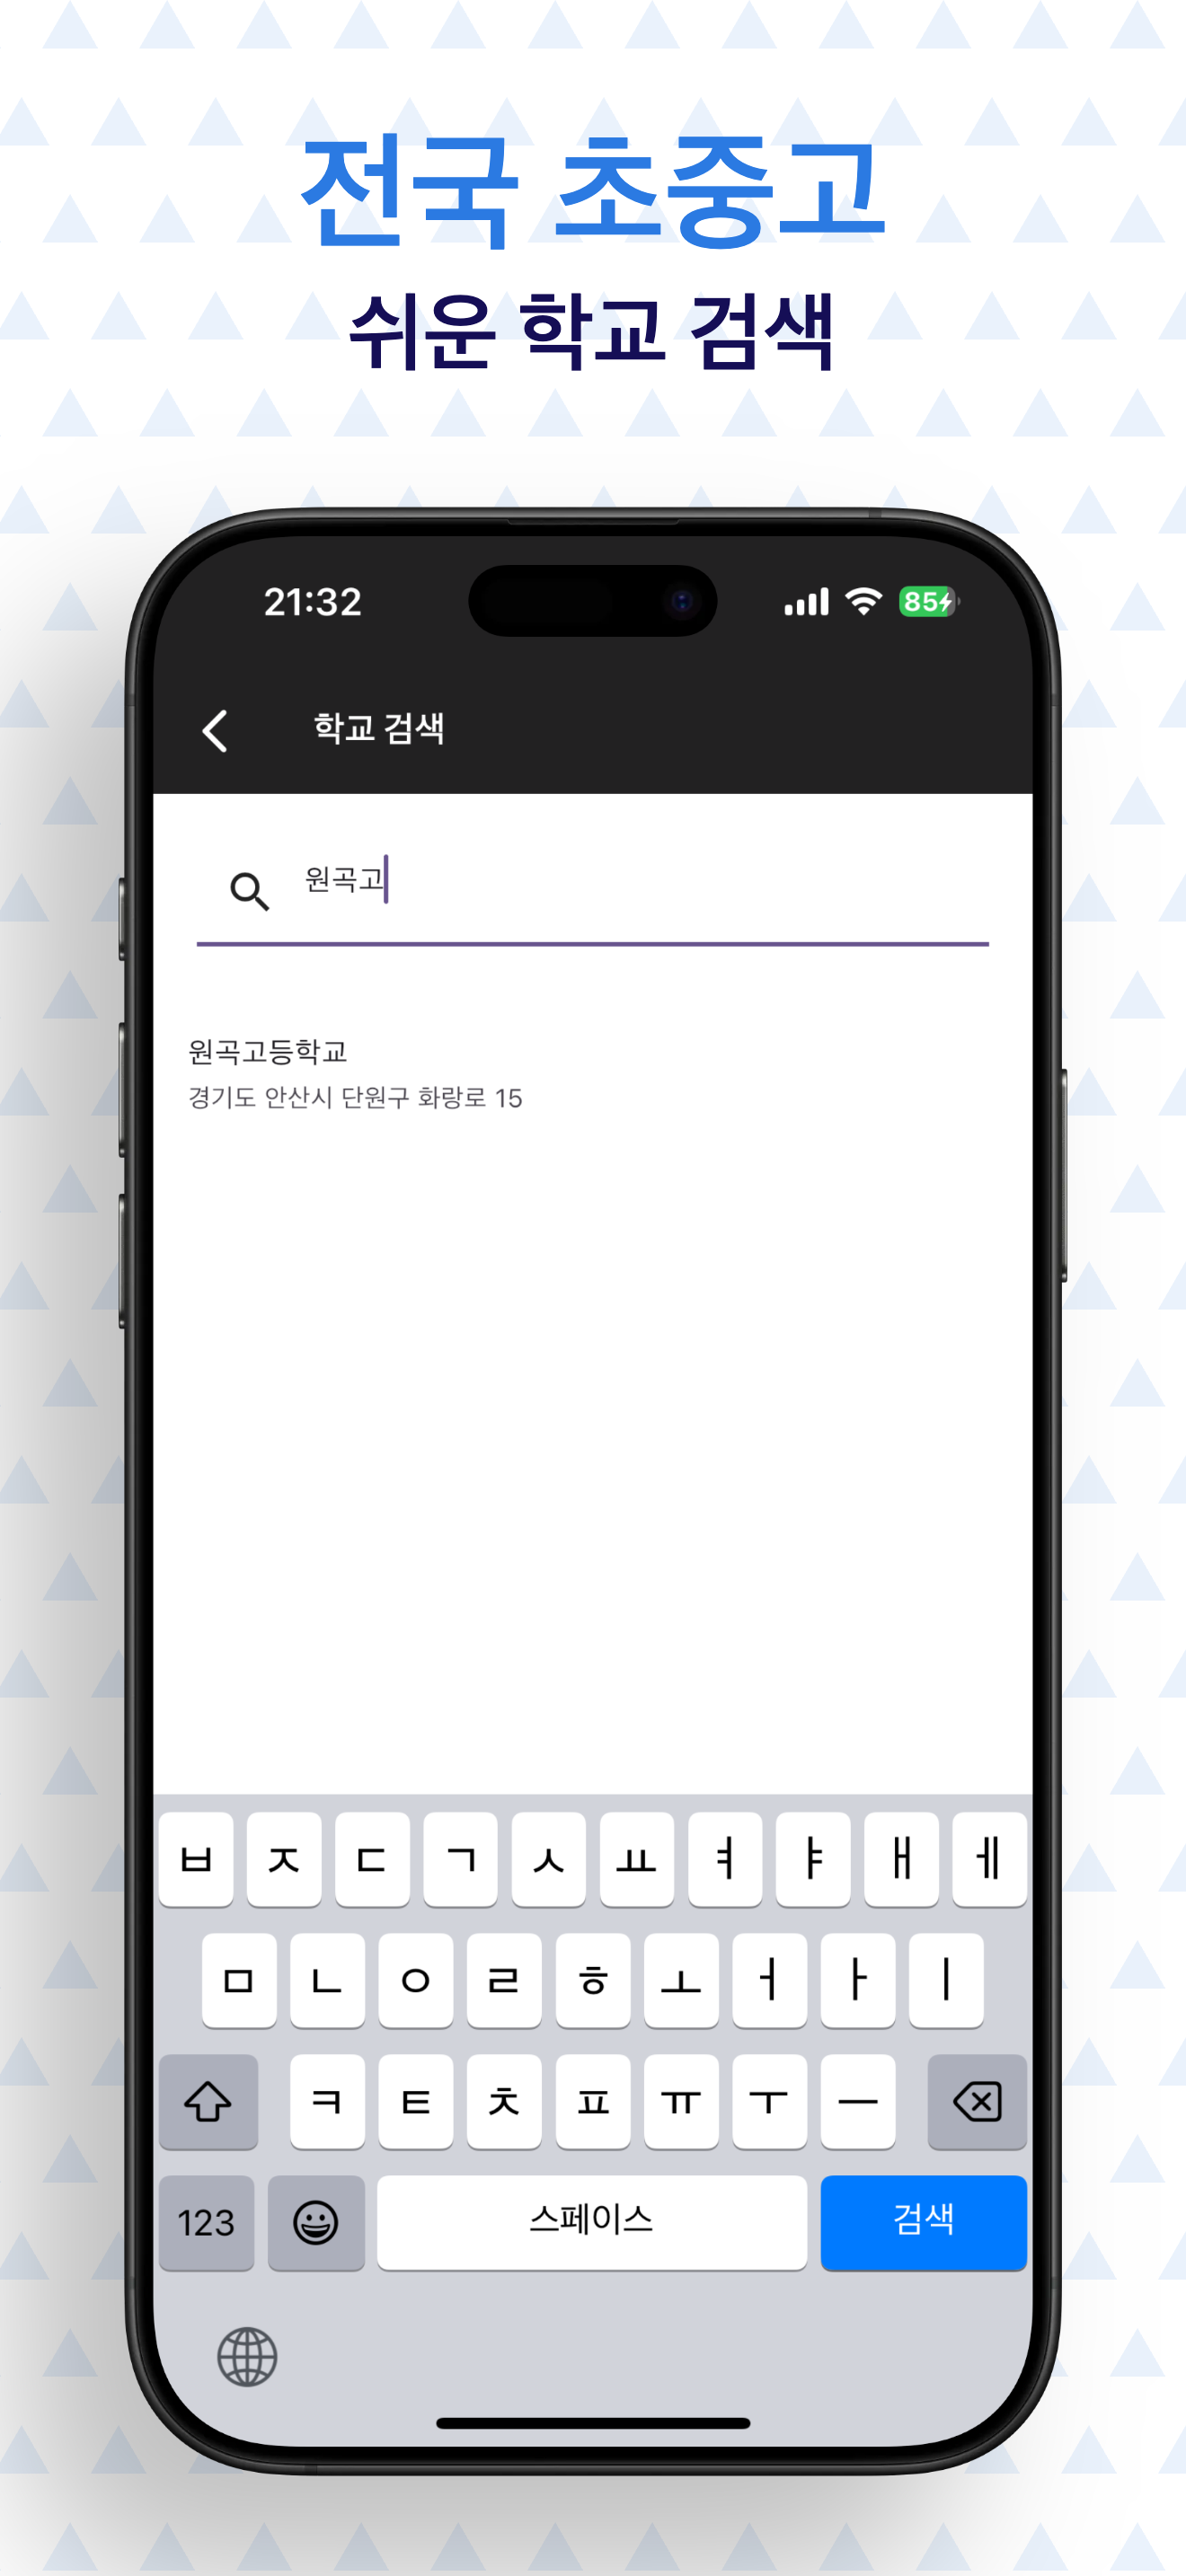 전국 초중고
쉬운 학교 검색
21:32
85
학교 검색
원곡고
원곡고등학교
경기도 안산시 단원구 화랑로 15
ㅂ ㅈ ㄷ ㄱ ㅅ ㅛ ㅕ ㅑ ㅐ ㅔ
ㅁ ㄴ ㅇ ㄹ ㅎ ㅗ ㅓ ㅏ ㅣ
ㅋ ㅌ ㅊ ㅍ ㅠ ㅜ ㅡ
123 스페이스 검색